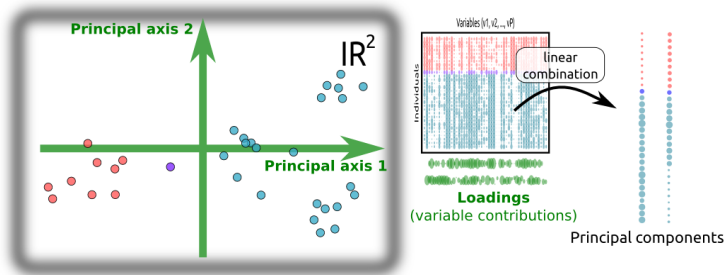 Principal axis 2
IR2
Principal axis 1
Variables (v1, v2, ..., vP)
Individuals
linear
combination
Loadings
(variable contributions)
Principal components